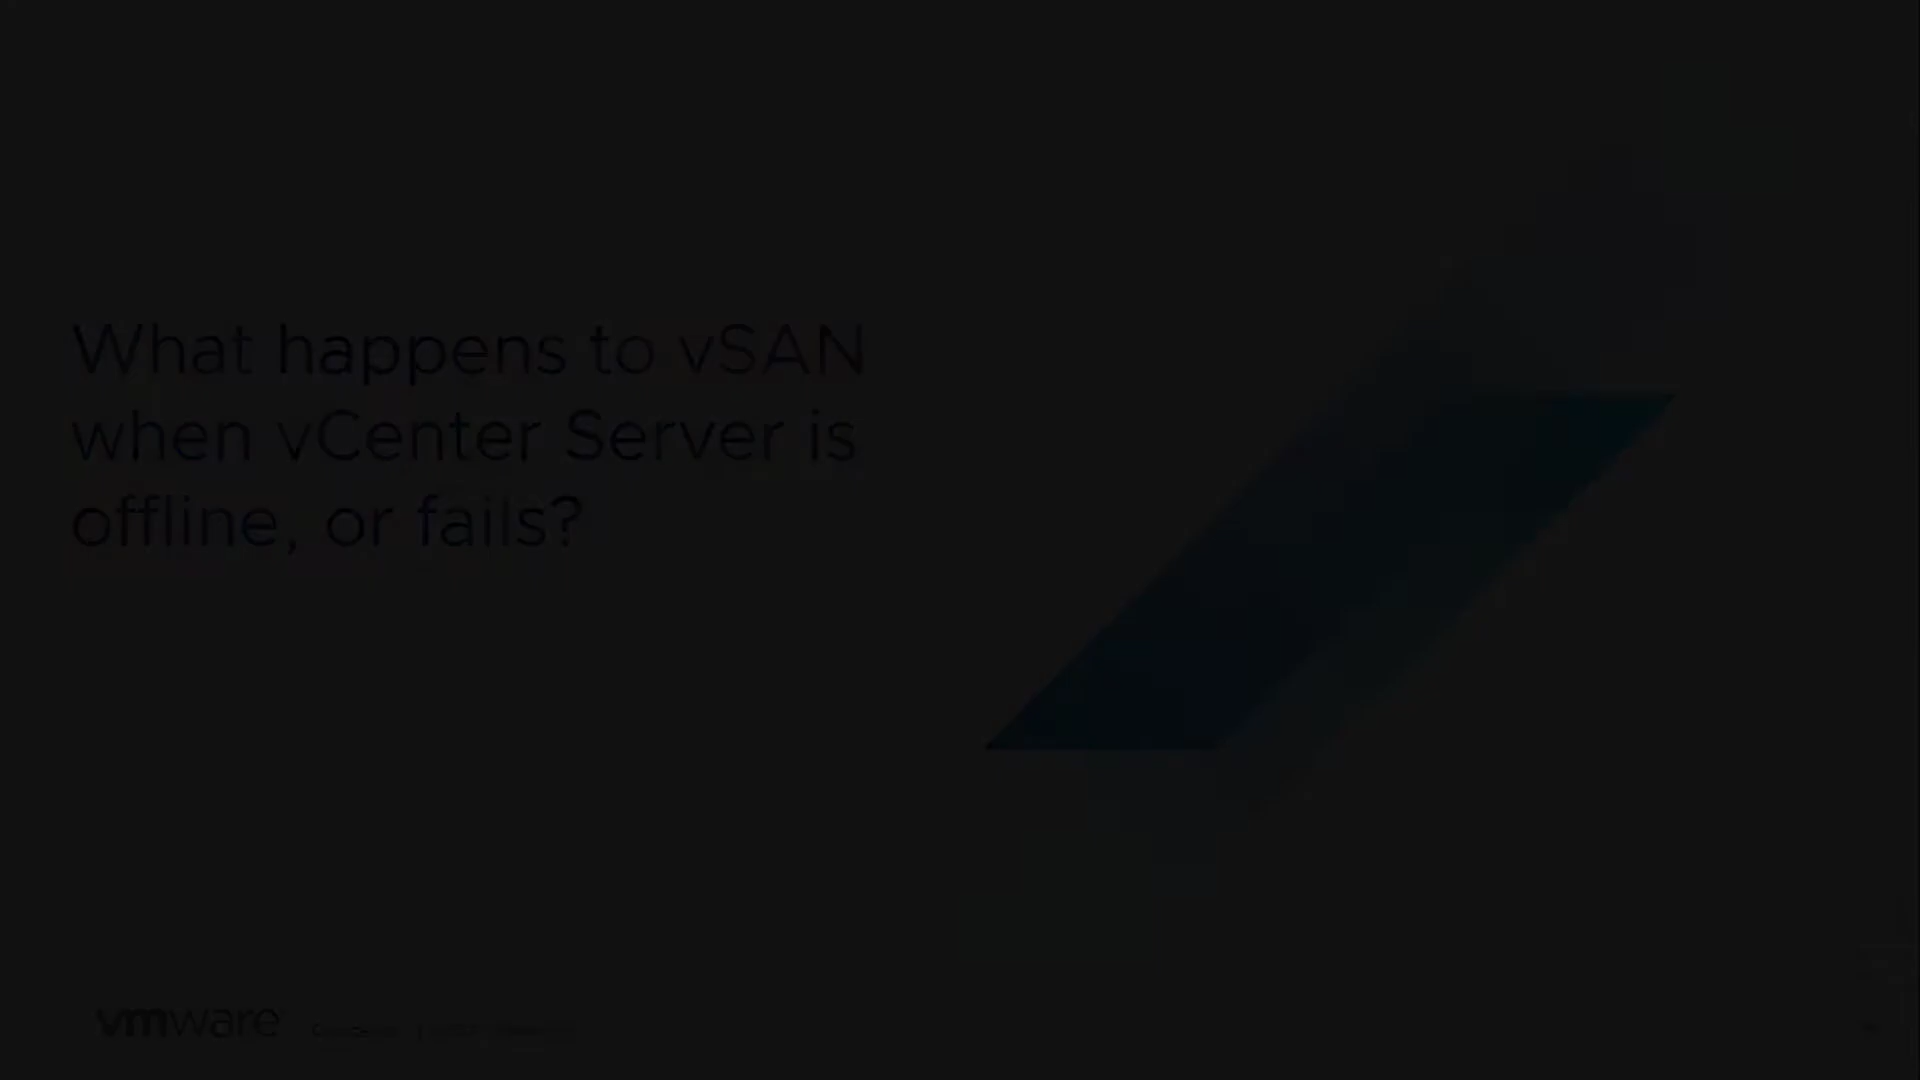 What happens to vSAN
when vCenter Server is
offline, or fails?
vmware